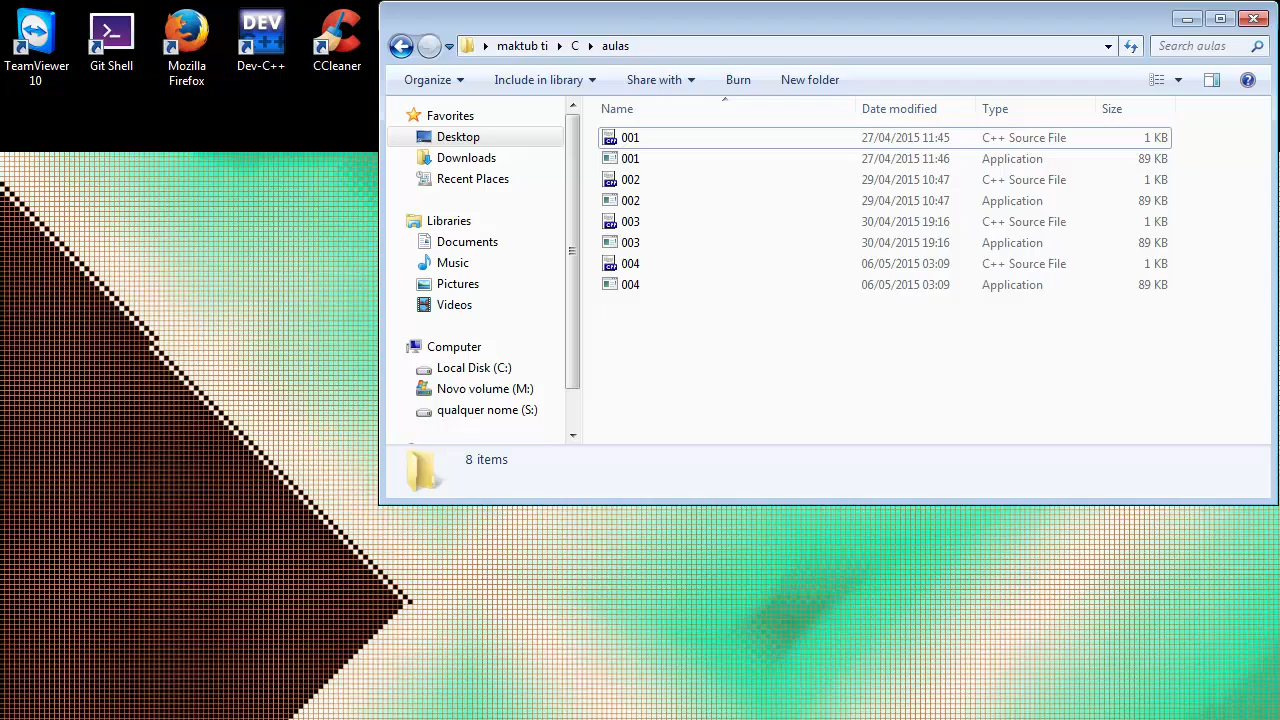 TeamViewer 10
Git Shell
Mozilla Firefox
DEV
Dev-C++
CCleaner
maktub ti
C
aulas
Search aulas
Organize
Include in library
Share with
Burn
New folder
Favorites
Desktop
Downloads
Recent Places
Libraries
Documents
Music
Pictures
Videos
Computer
Local Disk (C:)
Novo volume (M:)
qualquer nome (S:)
Name Date modified Type Size
001 27/04/2015 11:45 C++ Source File 1 KB
001 27/04/2015 11:46 Application 89 KB
002 29/04/2015 10:47 C++ Source File 1 KB
002 29/04/2015 10:47 Application 89 KB
003 30/04/2015 19:16 C++ Source File 1 KB
003 30/04/2015 19:16 Application 89 KB
004 06/05/2015 03:09 C++ Source File 1 KB
004 06/05/2015 03:09 Application 89 KB
8 items